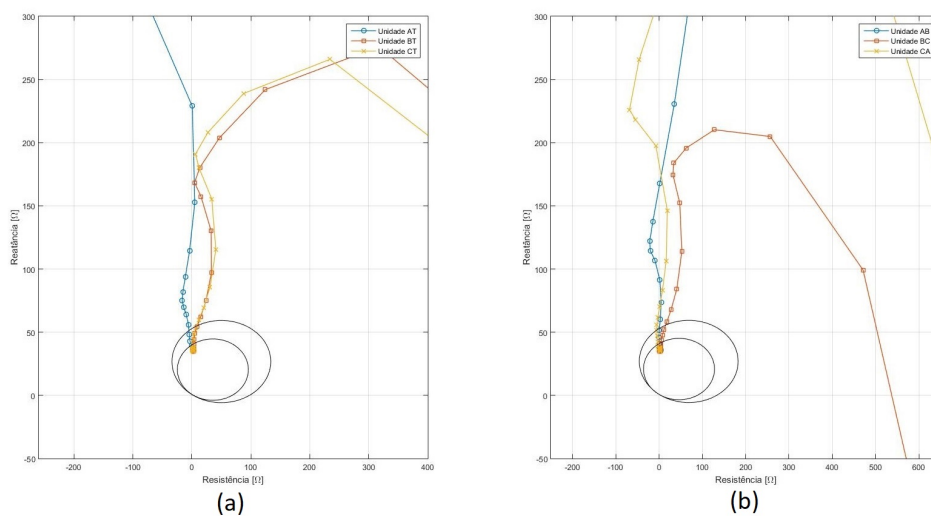 300
250
200
150
100
50
0
-50
-200
-100
0
100
200
300
400
Reatância [Ω]
Resistência [Ω]
Unidade AT
Unidade BT
Unidade CT
(a)
300
250
200
150
100
50
0
-50
-200
-100
0
100
200
300
400
500
600
Reatância [Ω]
Resistência [Ω]
Unidade AB
Unidade BC
Unidade CA
(b)